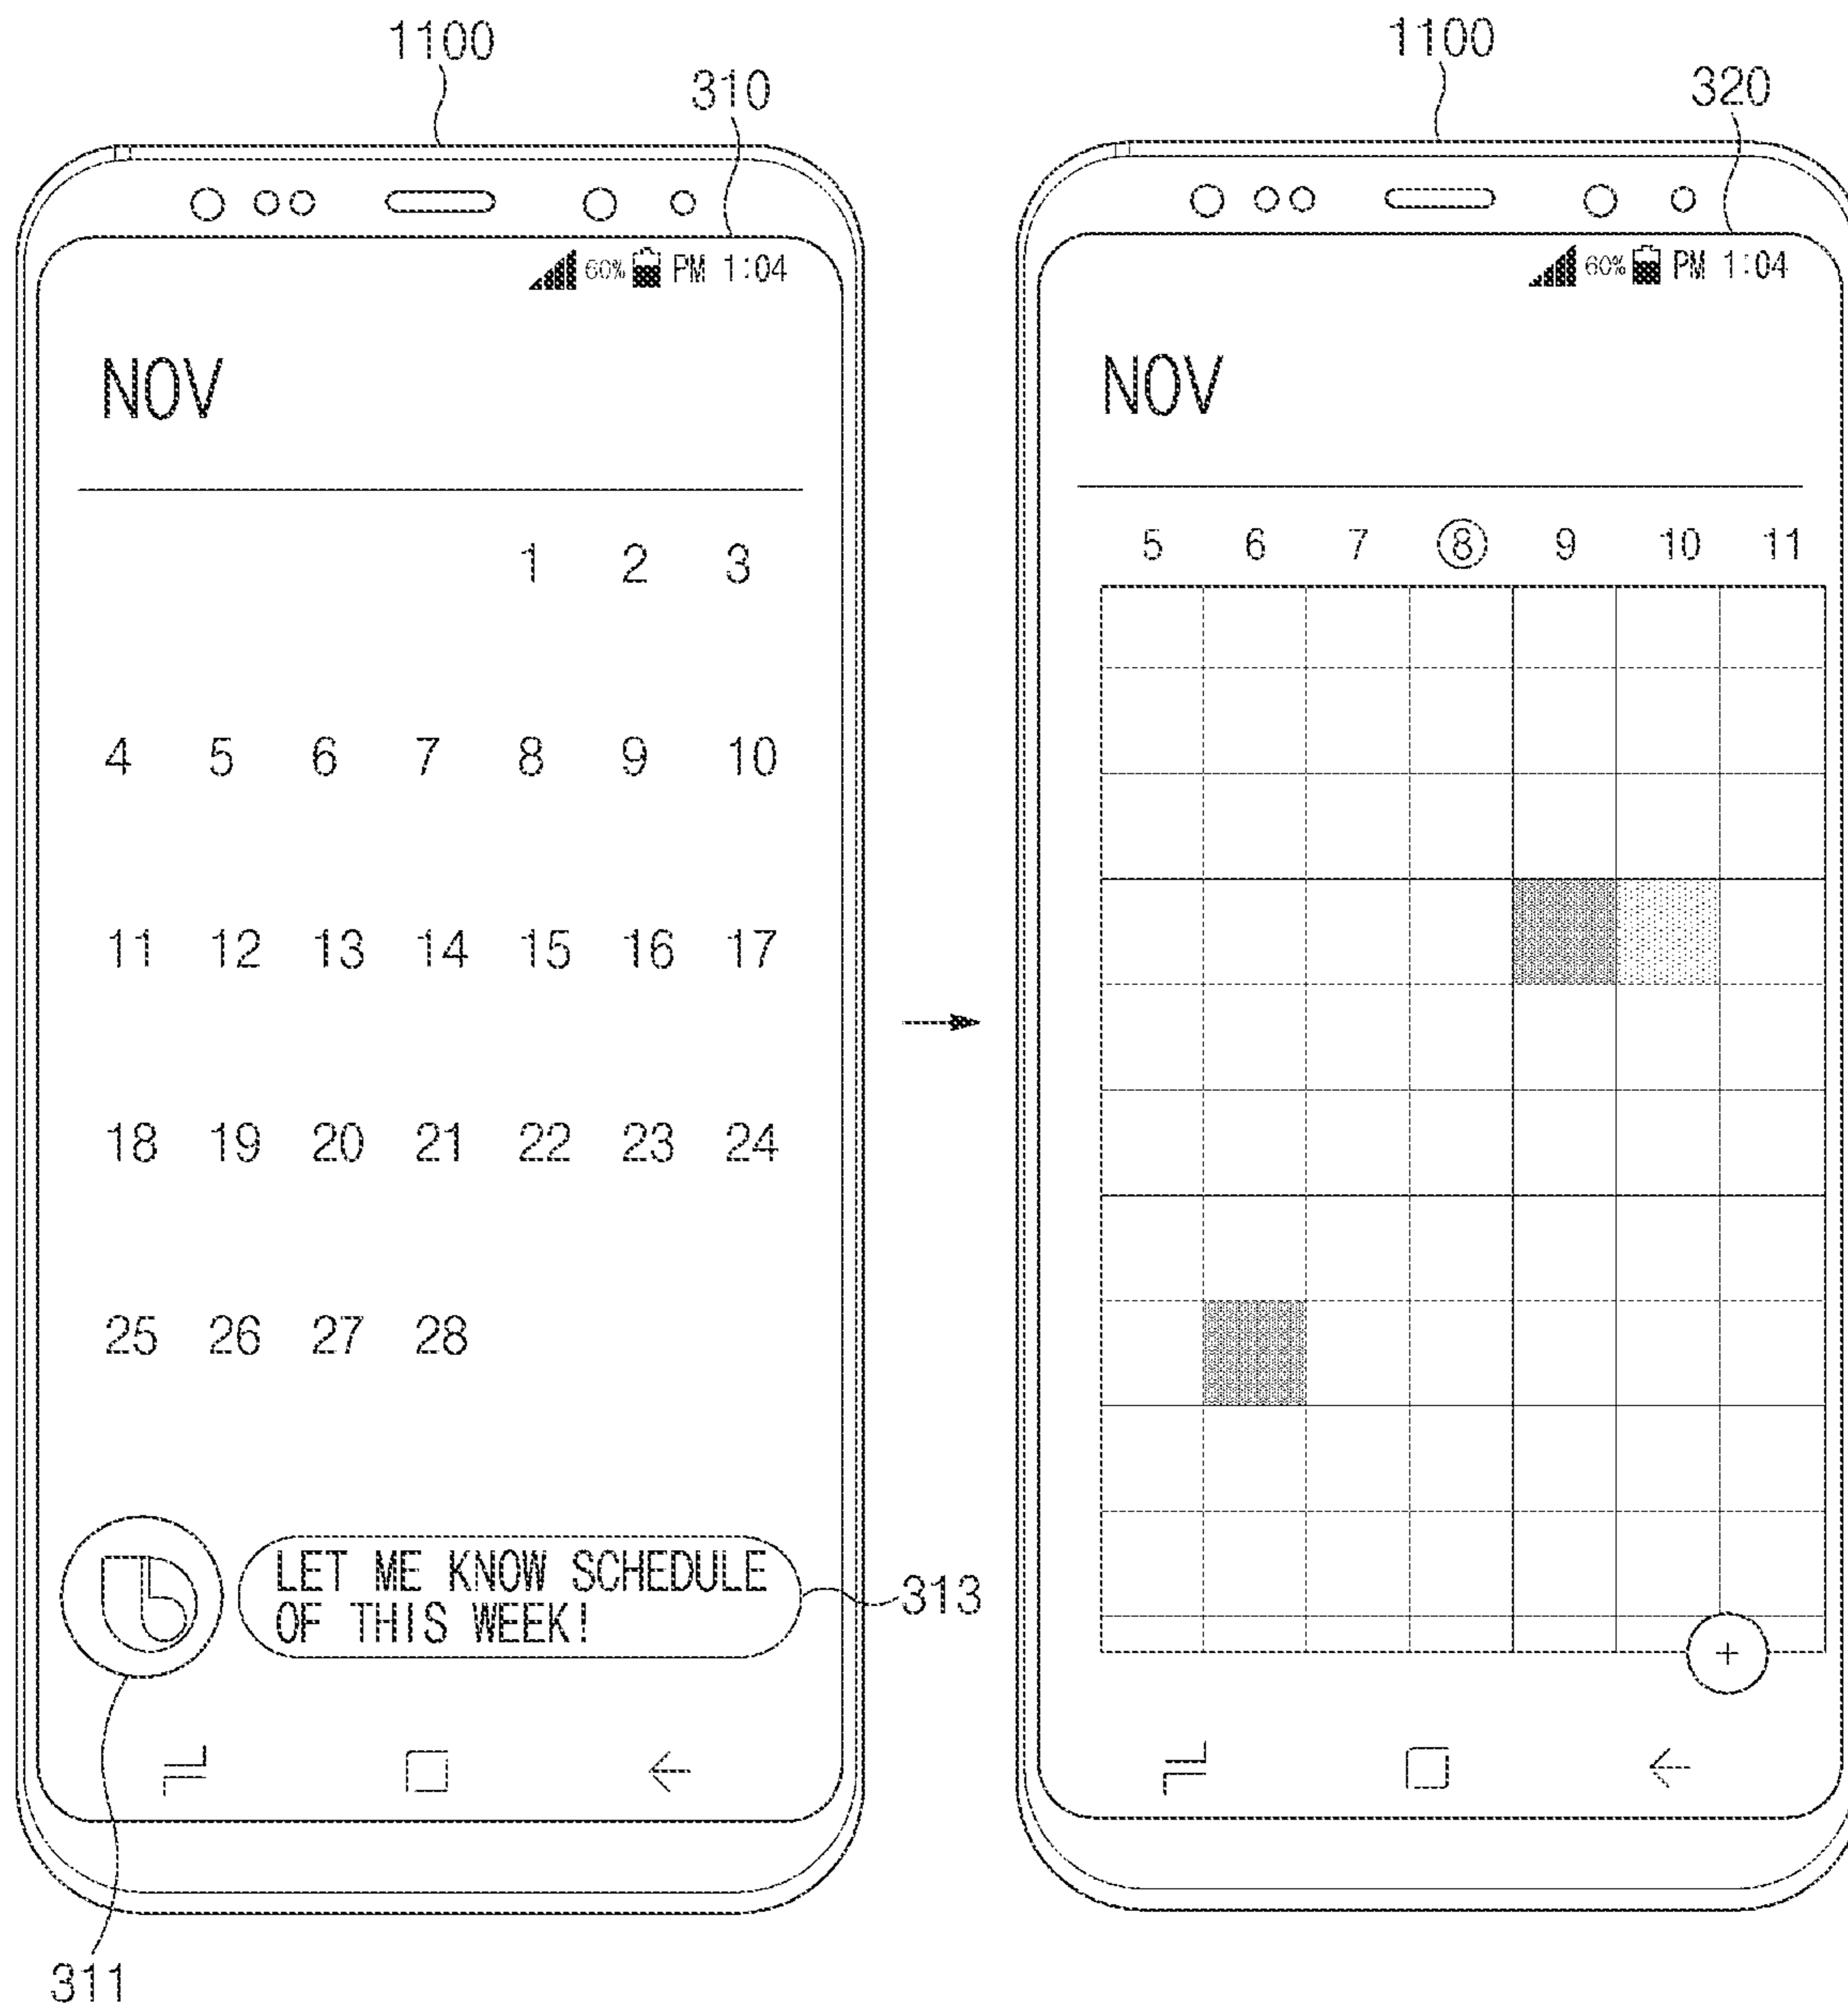 1100
310
60% PM 1:04
NOV
1 2 3
4 5 6 7 8 9 10
11 12 13 14 15 16 17
18 19 20 21 22 23 24
25 26 27 28
LET ME KNOW SCHEDULE
OF THIS WEEK!
313
311
1100
320
60% PM 1:04
NOV
5 6 7 8 9 10 11
+